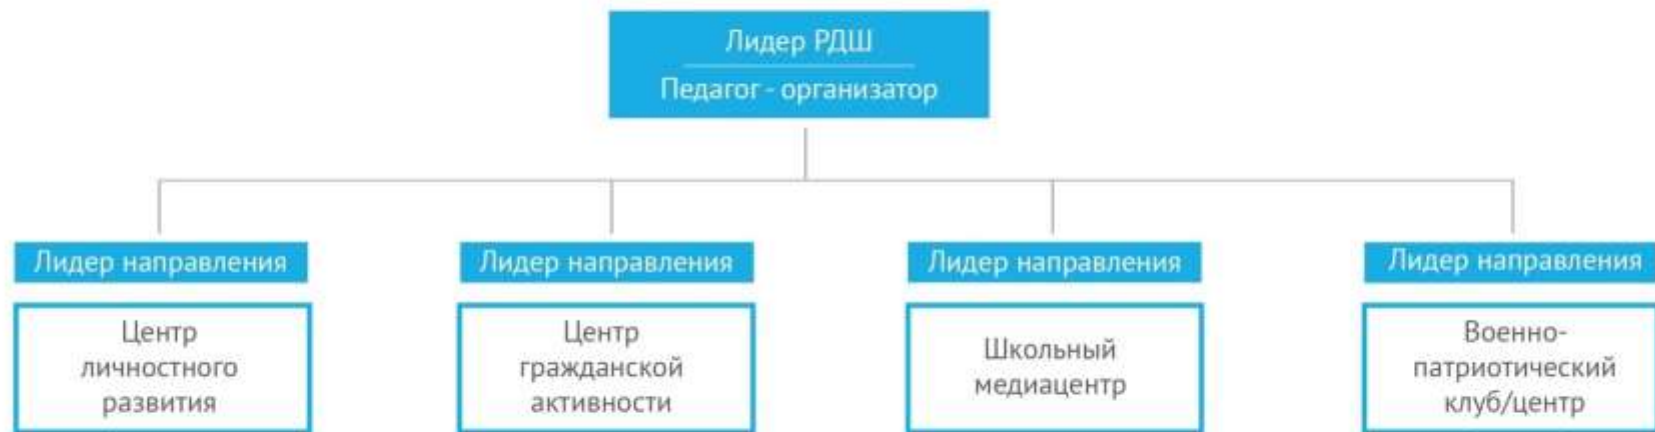 Лидер РДШ
Педагог - организатор
Лидер направления
Лидер направления
Лидер направления
Лидер направления
Центр
личностного
развития
Центр
гражданской
активности
Школьный
медиацентр
Военно-
патриотический
клуб/центр